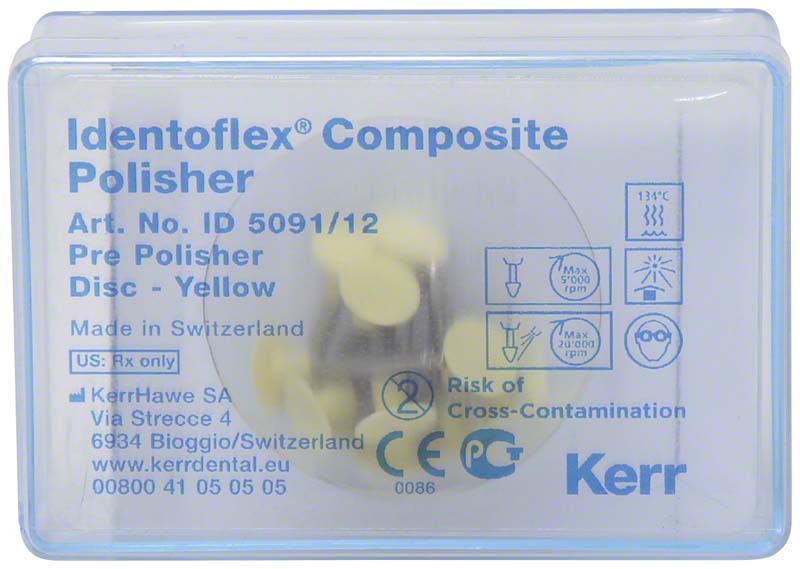 Identoflex® Composite
Polisher
Art. No. ID 5091/12
Pre Polisher
Disc - Yellow
Made in Switzerland
US: Rx only
KerrHawe SA
Via Strecce 4
6934 Bioggio/Switzerland
www.kerrdental.eu
00800 41 05 05 05
134°C
Max
5'000
rpm
Max
20'000
rpm
2
Risk of
Cross-Contamination
CE
0086
PG
Kerr